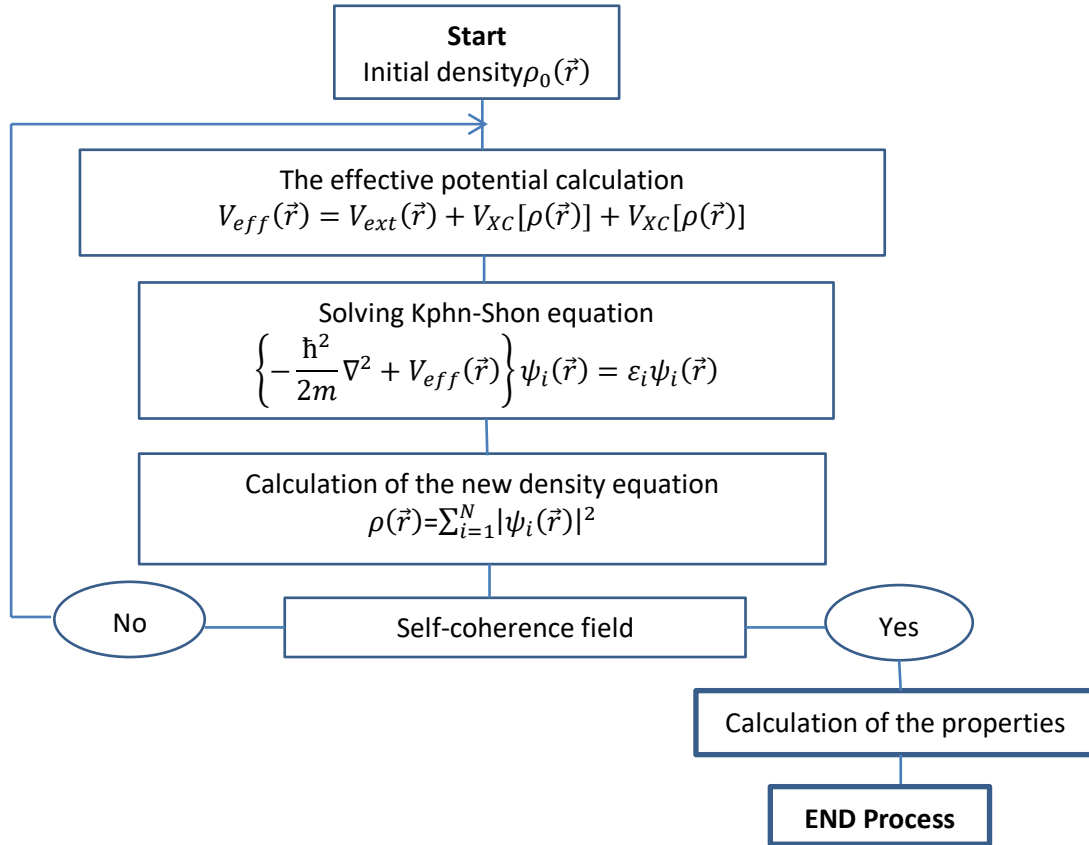 Start
Initial density$\rho_0(\vec{r})$
The effective potential calculation
$V_{eff}(\vec{r}) = V_{ext}(\vec{r}) + V_{XC}[\rho(\vec{r})] + V_{XC}[\rho(\vec{r})]$
Solving Kphn-Shon equation
$\left\{-\frac{\hbar^2}{2m}\nabla^2 + V_{eff}(\vec{r})\right\}\psi_i(\vec{r}) = \varepsilon_i\psi_i(\vec{r})$
Calculation of the new density equation
$\rho(\vec{r})$=$\sum_{i=1}^{N}|\psi_i(\vec{r})|^2$
No
Self-coherence field
Yes
Calculation of the properties
END Process